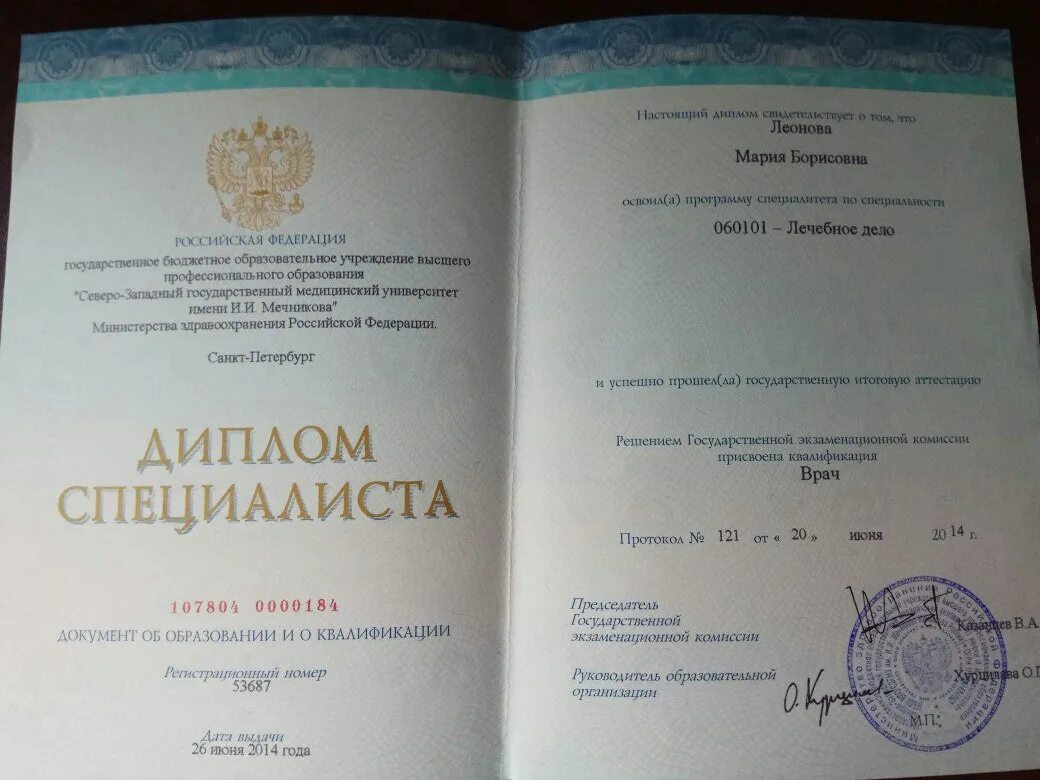 РОССИЙСКАЯ ФЕДЕРАЦИЯ
государственное бюджетное образовательное учреждение высшего
профессионального образования
"Северо-Западный государственный медицинский университет
имени И.И. Мечникова"
Министерства здравоохранения Российской Федерации.
Санкт-Петербург
ДИПЛОМ
СПЕЦИАЛИСТА
107804 0000184
ДОКУМЕНТ ОБ ОБРАЗОВАНИИ И О КВАЛИФИКАЦИИ
Регистрационный номер
53687
Дата выдачи
26 июня 2014 года
Настоящий диплом свидетельствует о том, что
Леонова
Мария Борисовна
освоил(а) программу специалитета по специальности
060101 – Лечебное дело
и успешно прошел(ла) государственную итоговую аттестацию
Решением Государственной экзаменационной комиссии
присвоена квалификация
Врач
Протокол № 121 от « 20 » июня 20 14 г.
Председатель
Государственной
экзаменационной комиссии
Казанцев В.А.
Руководитель образовательной
организации
М.П.